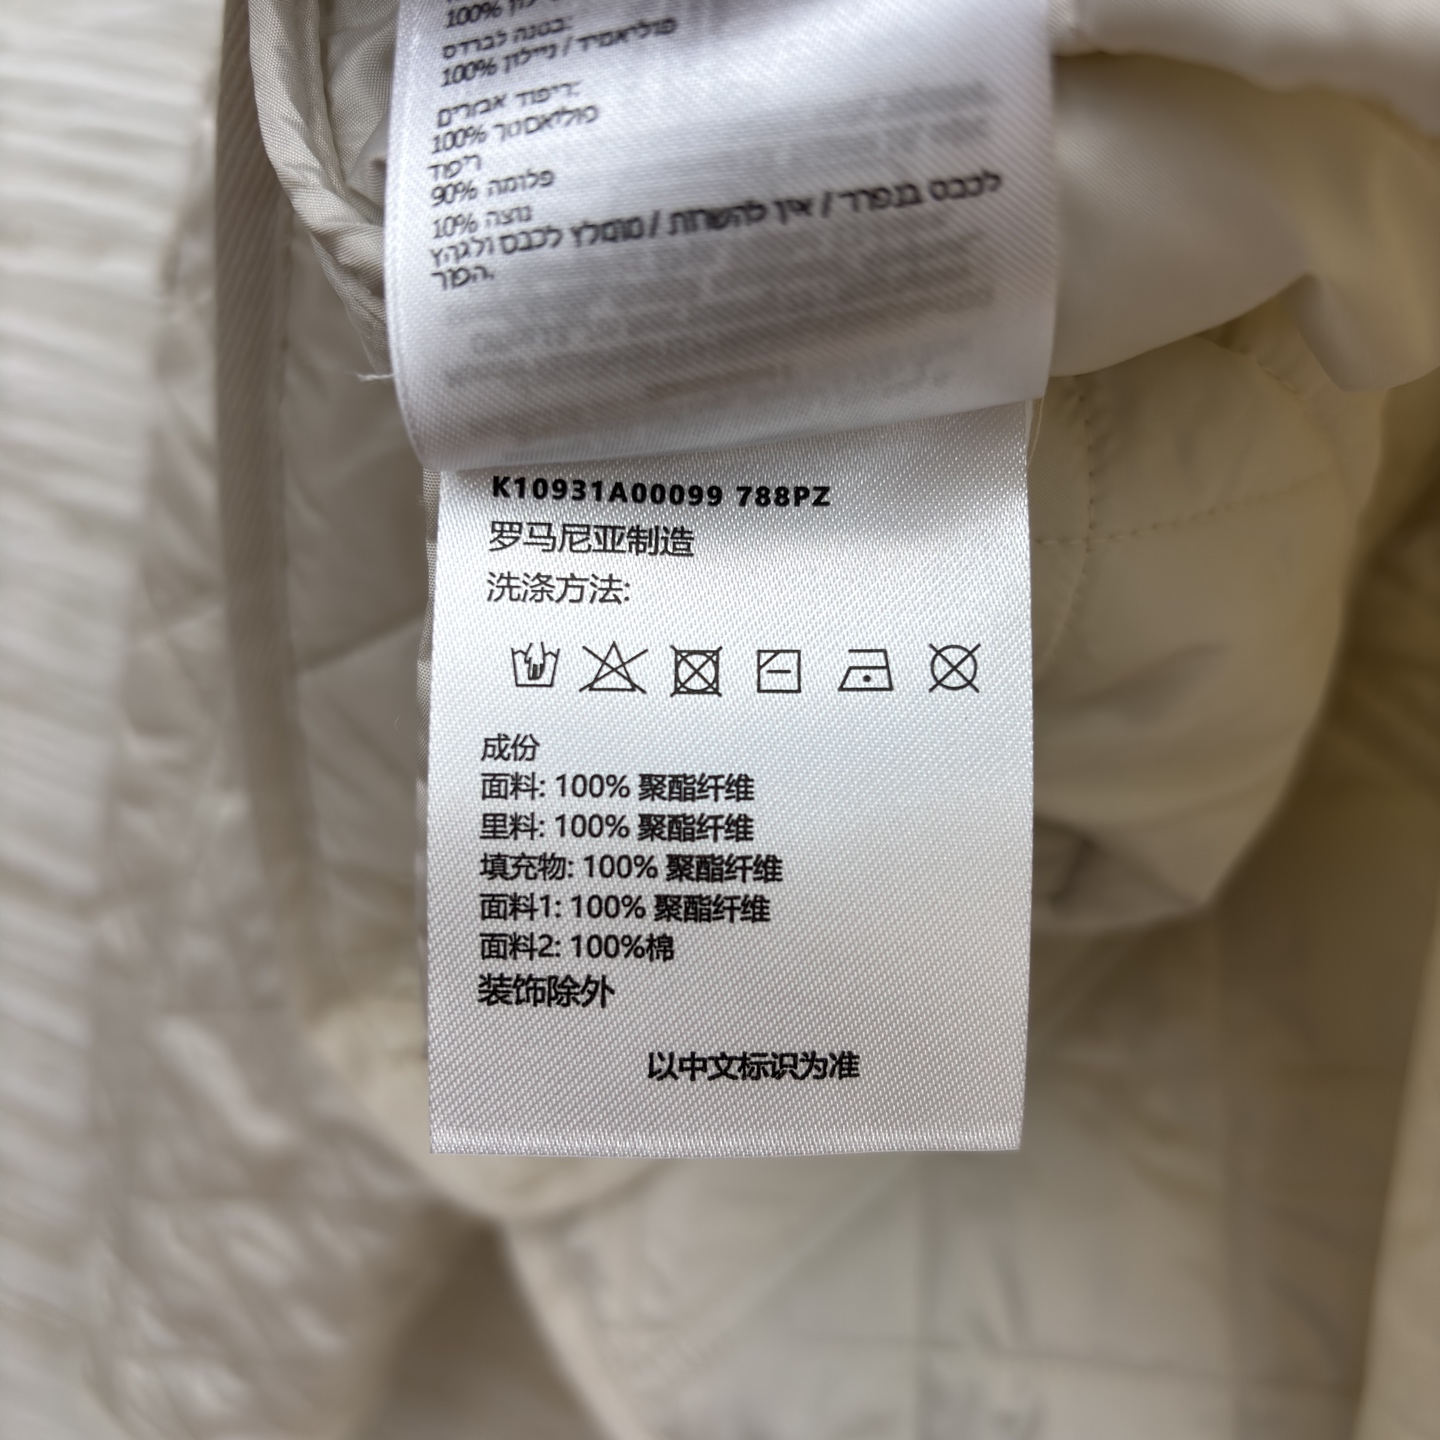 בטנה לברדס:
100% פוליאמיד / ניילון
ריפוד אבזרים:
100% פוליאסטר
ריפוד
90% פלומה
10% נוצה
לכבס בנפרד / אין להשרות / מומלץ לכבס ולגהץ
הפוך.
K10931A00099 788PZ
罗马尼亚制造
洗涤方法:
成份
面料: 100% 聚酯纤维
里料: 100% 聚酯纤维
填充物: 100% 聚酯纤维
面料1: 100% 聚酯纤维
面料2: 100%棉
装饰除外
以中文标识为准